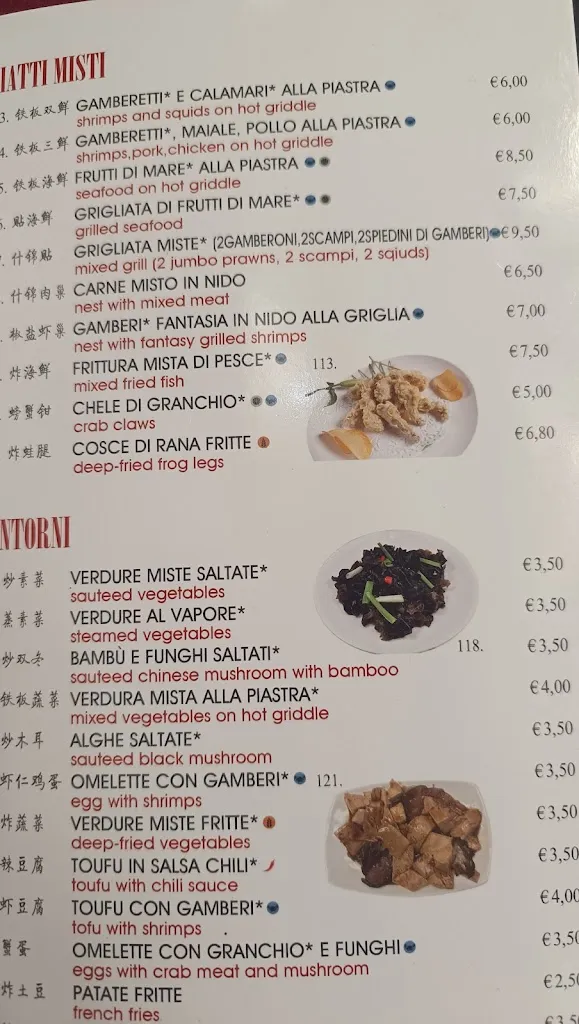 IATTI MISTI
3. 铁板双鲜 GAMBERETTI* E CALAMARI* ALLA PIASTRA €6,00
shrimps and squids on hot griddle
4. 铁板三鲜 GAMBERETTI*, MAIALE, POLLO ALLA PIASTRA €6,00
shrimps,pork,chicken on hot griddle
5. 铁板海鲜 FRUTTI DI MARE* ALLA PIASTRA €8,50
seafood on hot griddle
贴海鲜 GRIGLIATA DI FRUTTI DI MARE* €7,50
grilled seafood
什锦贴 GRIGLIATA MISTE* (2GAMBERONI,2SCAMPI,2SPIEDINI DI GAMBERI) €9,50
mixed grill (2 jumbo prawns, 2 scampi, 2 sqiuds)
什锦肉巢 CARNE MISTO IN NIDO €6,50
nest with mixed meat
椒盐虾巢 GAMBERI* FANTASIA IN NIDO ALLA GRIGLIA €7,00
nest with fantasy grilled shrimps
炸海鲜 FRITTURA MISTA DI PESCE* €7,50
mixed fried fish
113.
螃蟹钳 CHELE DI GRANCHIO* €5,00
crab claws
炸蛙腿 COSCE DI RANA FRITTE €6,80
deep-fried frog legs
NTORNI
炒素菜 VERDURE MISTE SALTATE* €3,50
sauteed vegetables
蒸素菜 VERDURE AL VAPORE* €3,50
steamed vegetables
118.
炒双冬 BAMBÙ E FUNGHI SALTATI* €3,50
sauteed chinese mushroom with bamboo
铁板蔬菜 VERDURA MISTA ALLA PIASTRA* €4,00
mixed vegetables on hot griddle
炒木耳 ALGHE SALTATE* €3,50
sauteed black mushroom
虾仁鸡蛋 OMELETTE CON GAMBERI* €3,50
egg with shrimps
121.
炸蔬菜 VERDURE MISTE FRITTE* €3,50
deep-fried vegetables
辣豆腐 TOUFU IN SALSA CHILI* €3,50
toufu with chili sauce
虾豆腐 TOUFU CON GAMBERI* €4,00
tofu with shrimps
蟹蛋 OMELETTE CON GRANCHIO* E FUNGHI €3,50
eggs with crab meat and mushroom
炸土豆 PATATE FRITTE €2,50
french fries
€3,50